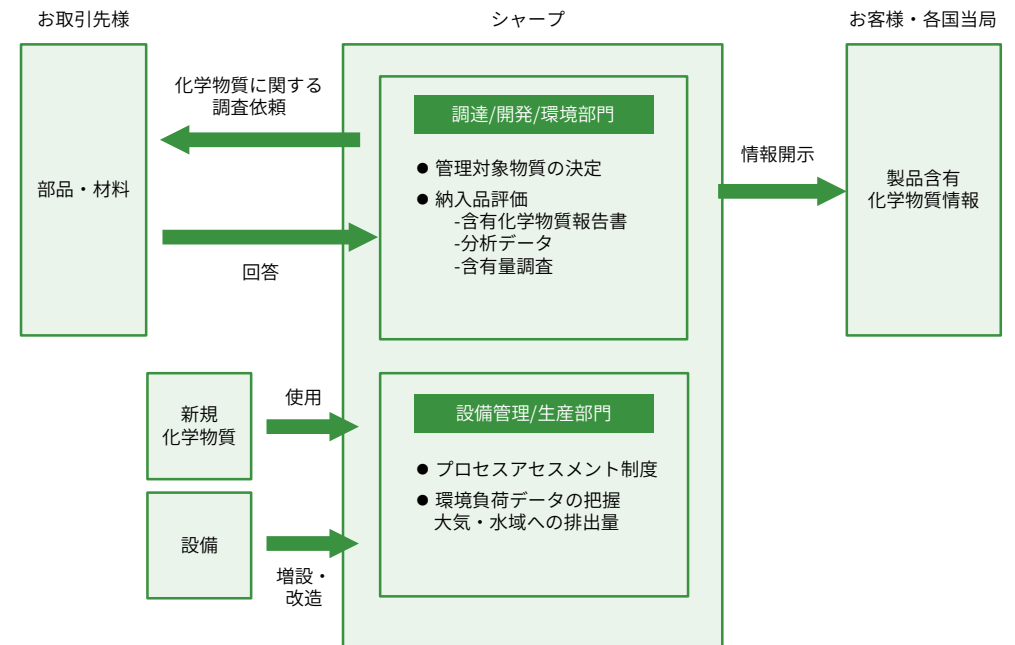 お取引先様
シャープ
お客様・各国当局
化学物質に関する
調査依頼
部品・材料
回答
調達/開発/環境部門
● 管理対象物質の決定
● 納入品評価
-含有化学物質報告書
-分析データ
-含有量調査
情報開示
製品含有
化学物質情報
新規
化学物質
使用
設備
増設・
改造
設備管理/生産部門
● プロセスアセスメント制度
● 環境負荷データの把握
大気・水域への排出量